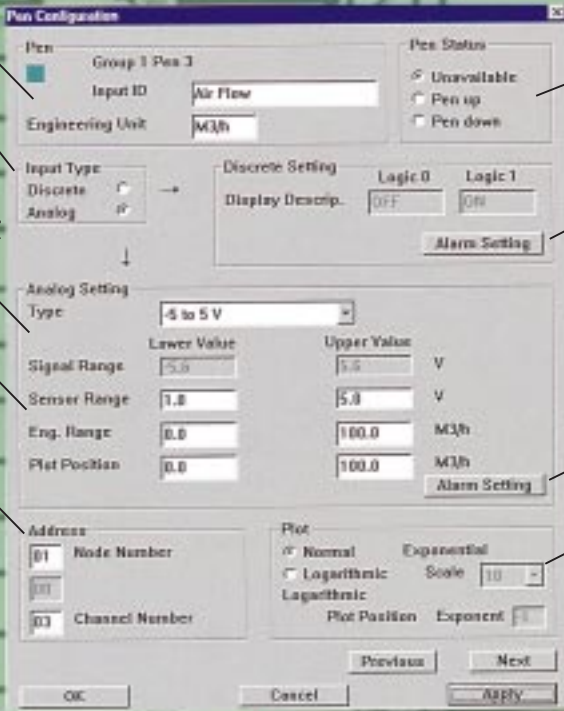 Pen Configuration
Pen
Group 1 Pen 3
Input ID Air Flow
Engineering Unit M3/h
Pen Status
Unavailable
Pen up
Pen down
Input Type
Discrete
Analog
Discrete Setting
Logic 0 Logic 1
Display Descrip. OFF ON
Alarm Setting
Analog Setting
Type -5 to 5 V
Lower Value Upper Value
Signal Range V
Senser Range 1.0 5.0 V
Eng. Range 0.0 100.0 M3/h
Plot Position 0.0 100.0 M3/h
Alarm Setting
Address
01 Node Number
03 Channel Number
Plot
Normal Exponential
Logarithmic Scale 10
Logarithmic
Plot Position Exponent
Previous Next
OK Cancel Apply